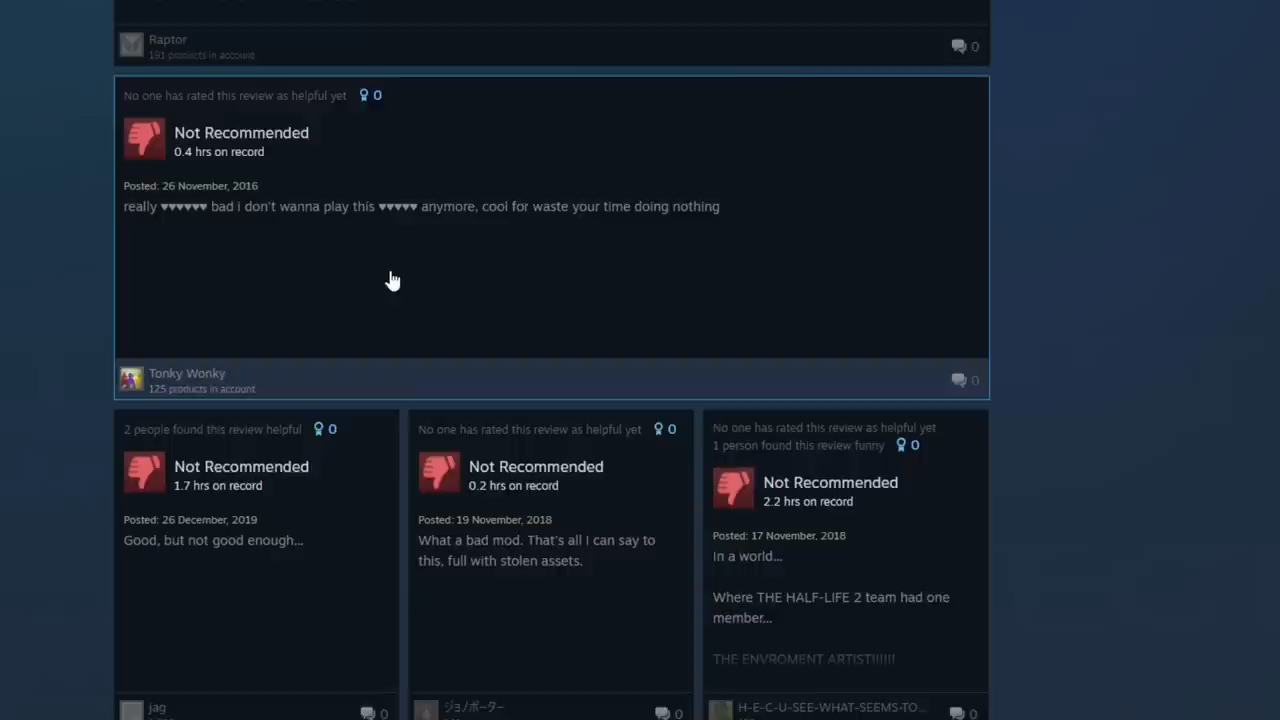 Raptor
191 products in account
0
No one has rated this review as helpful yet 0
Not Recommended
0.4 hrs on record
Posted: 26 November, 2016
really ♥♥♥♥♥♥ bad i don't wanna play this ♥♥♥♥♥ anymore, cool for waste your time doing nothing
Tonky Wonky
125 products in account
0
2 people found this review helpful 0
Not Recommended
1.7 hrs on record
Posted: 26 December, 2019
Good, but not good enough...
jag
0
No one has rated this review as helpful yet 0
Not Recommended
0.2 hrs on record
Posted: 19 November, 2018
What a bad mod. That's all I can say to
this, full with stolen assets.
ジョノポーター
0
No one has rated this review as helpful yet
1 person found this review funny 0
Not Recommended
2.2 hrs on record
Posted: 17 November, 2018
In a world...
Where THE HALF-LIFE 2 team had one
member...
THE ENVROMENT ARTIST!!!!!!
H-E-C-U-SEE-WHAT-SEEMS-TO...
0